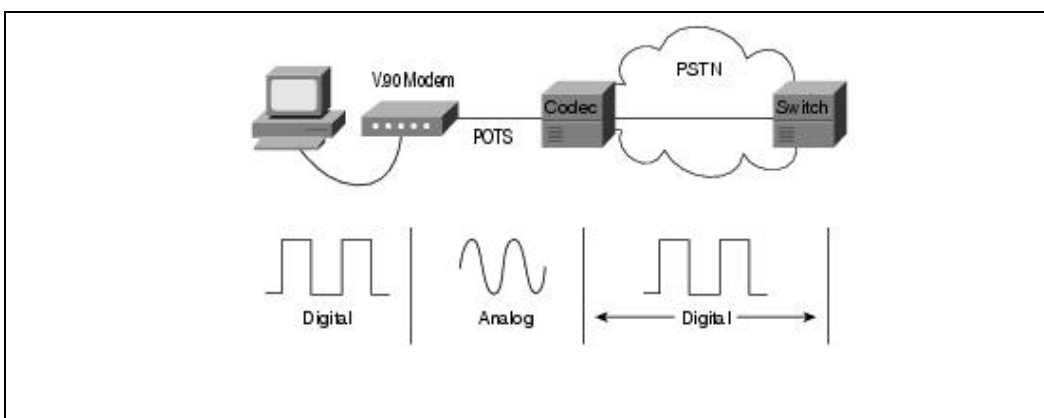 PSTN
V.90 Modem
Codec
Switch
POTS
Digital
Analog
Digital